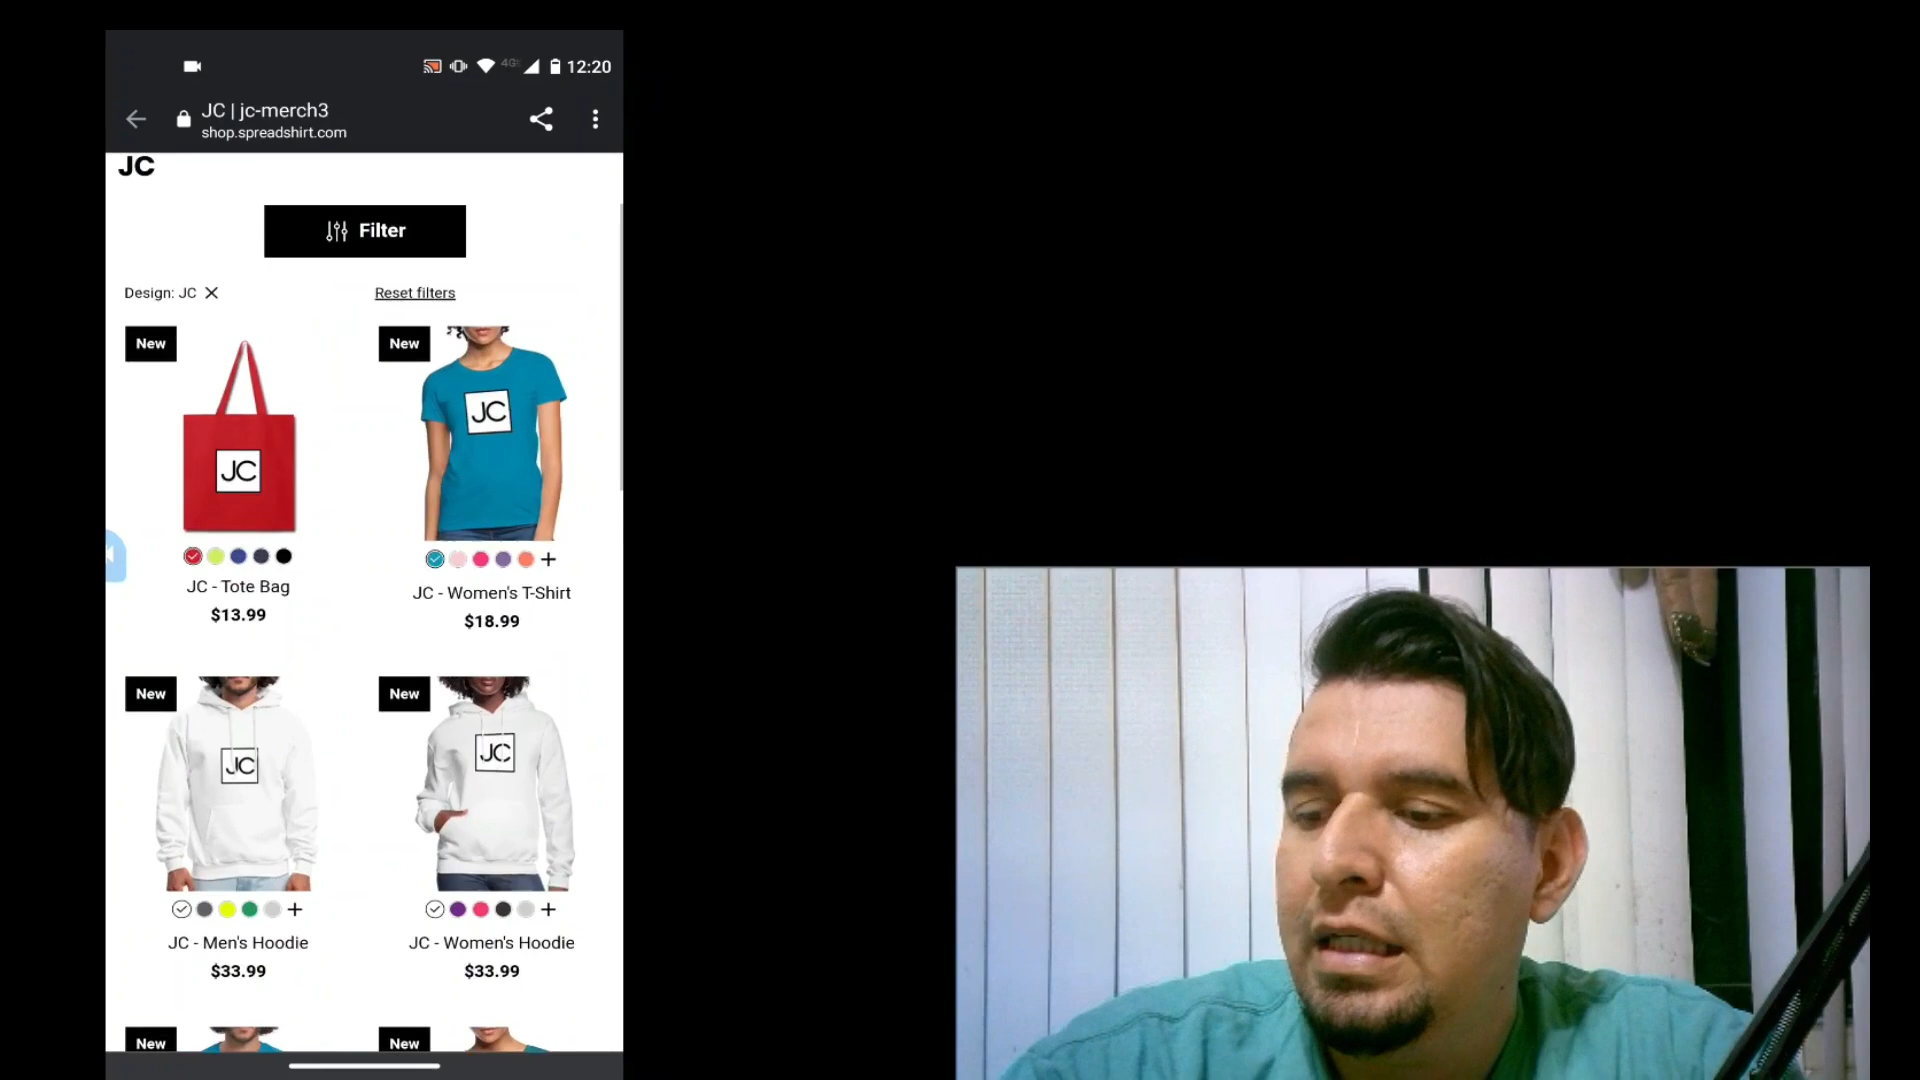 12:20
JC | jc-merch3
shop.spreadshirt.com
JC
Filter
Design: JC
Reset filters
New
New
JC
JC
JC - Tote Bag
JC - Women's T-Shirt
$13.99
$18.99
New
New
JC
JC
JC - Men's Hoodie
JC - Women's Hoodie
$33.99
$33.99
New
New